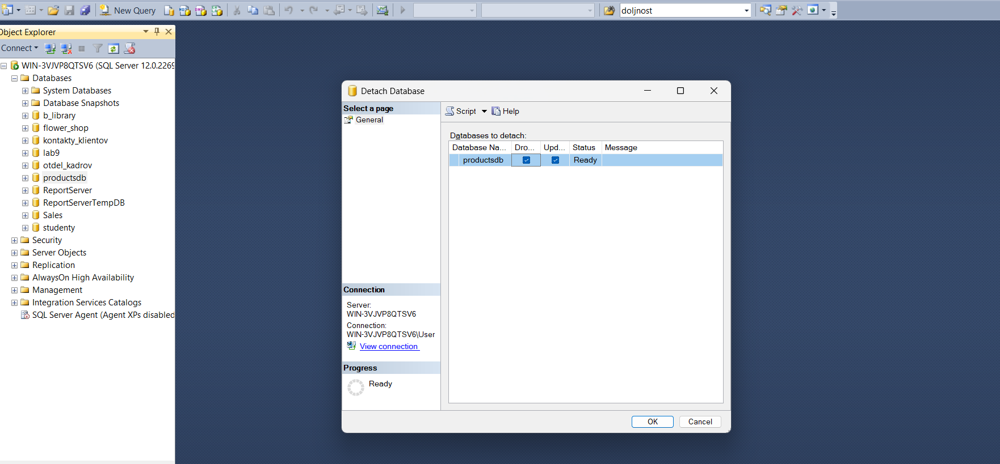 New Query
doljnost
Object Explorer
Connect
WIN-3VJVP8QTSV6 (SQL Server 12.0.2269
Databases
System Databases
Database Snapshots
b_library
flower_shop
kontakty_klientov
lab9
otdel_kadrov
productsdb
ReportServer
ReportServerTempDB
Sales
studenty
Security
Server Objects
Replication
AlwaysOn High Availability
Management
Integration Services Catalogs
SQL Server Agent (Agent XPs disabled
Detach Database
Select a page
General
Script
Help
Databases to detach:
Database Na... Dro... Upd... Status Message
productsdb Ready
Connection
Server:
WIN-3VJVP8QTSV6
Connection:
WIN-3VJVP8QTSV6\User
View connection
Progress
Ready
OK
Cancel